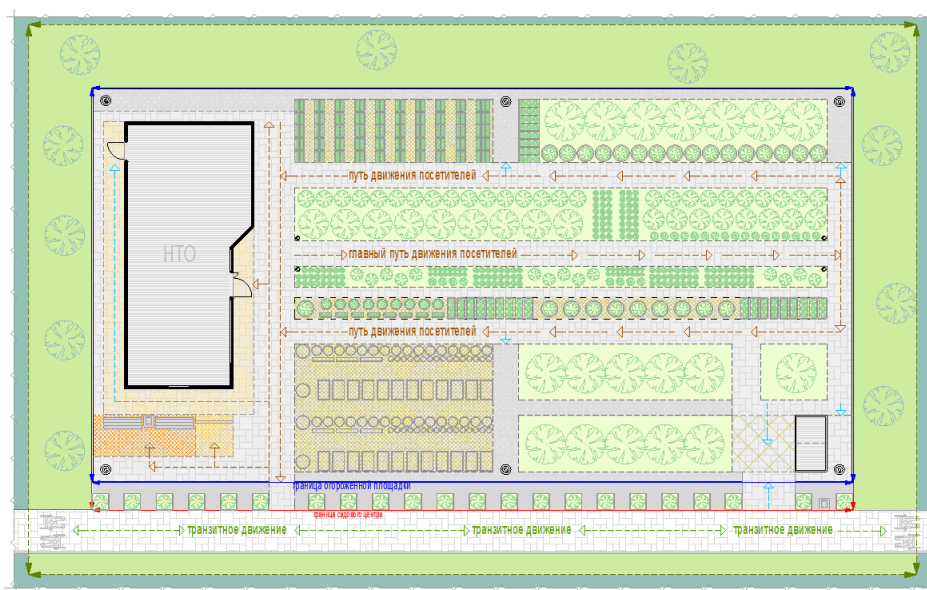 путь движения посетителей
НТО
главный путь движения посетителей
путь движения посетителей
граница огороженной площадки
граница садового центра
транзитное движение
транзитное движение
транзитное движение